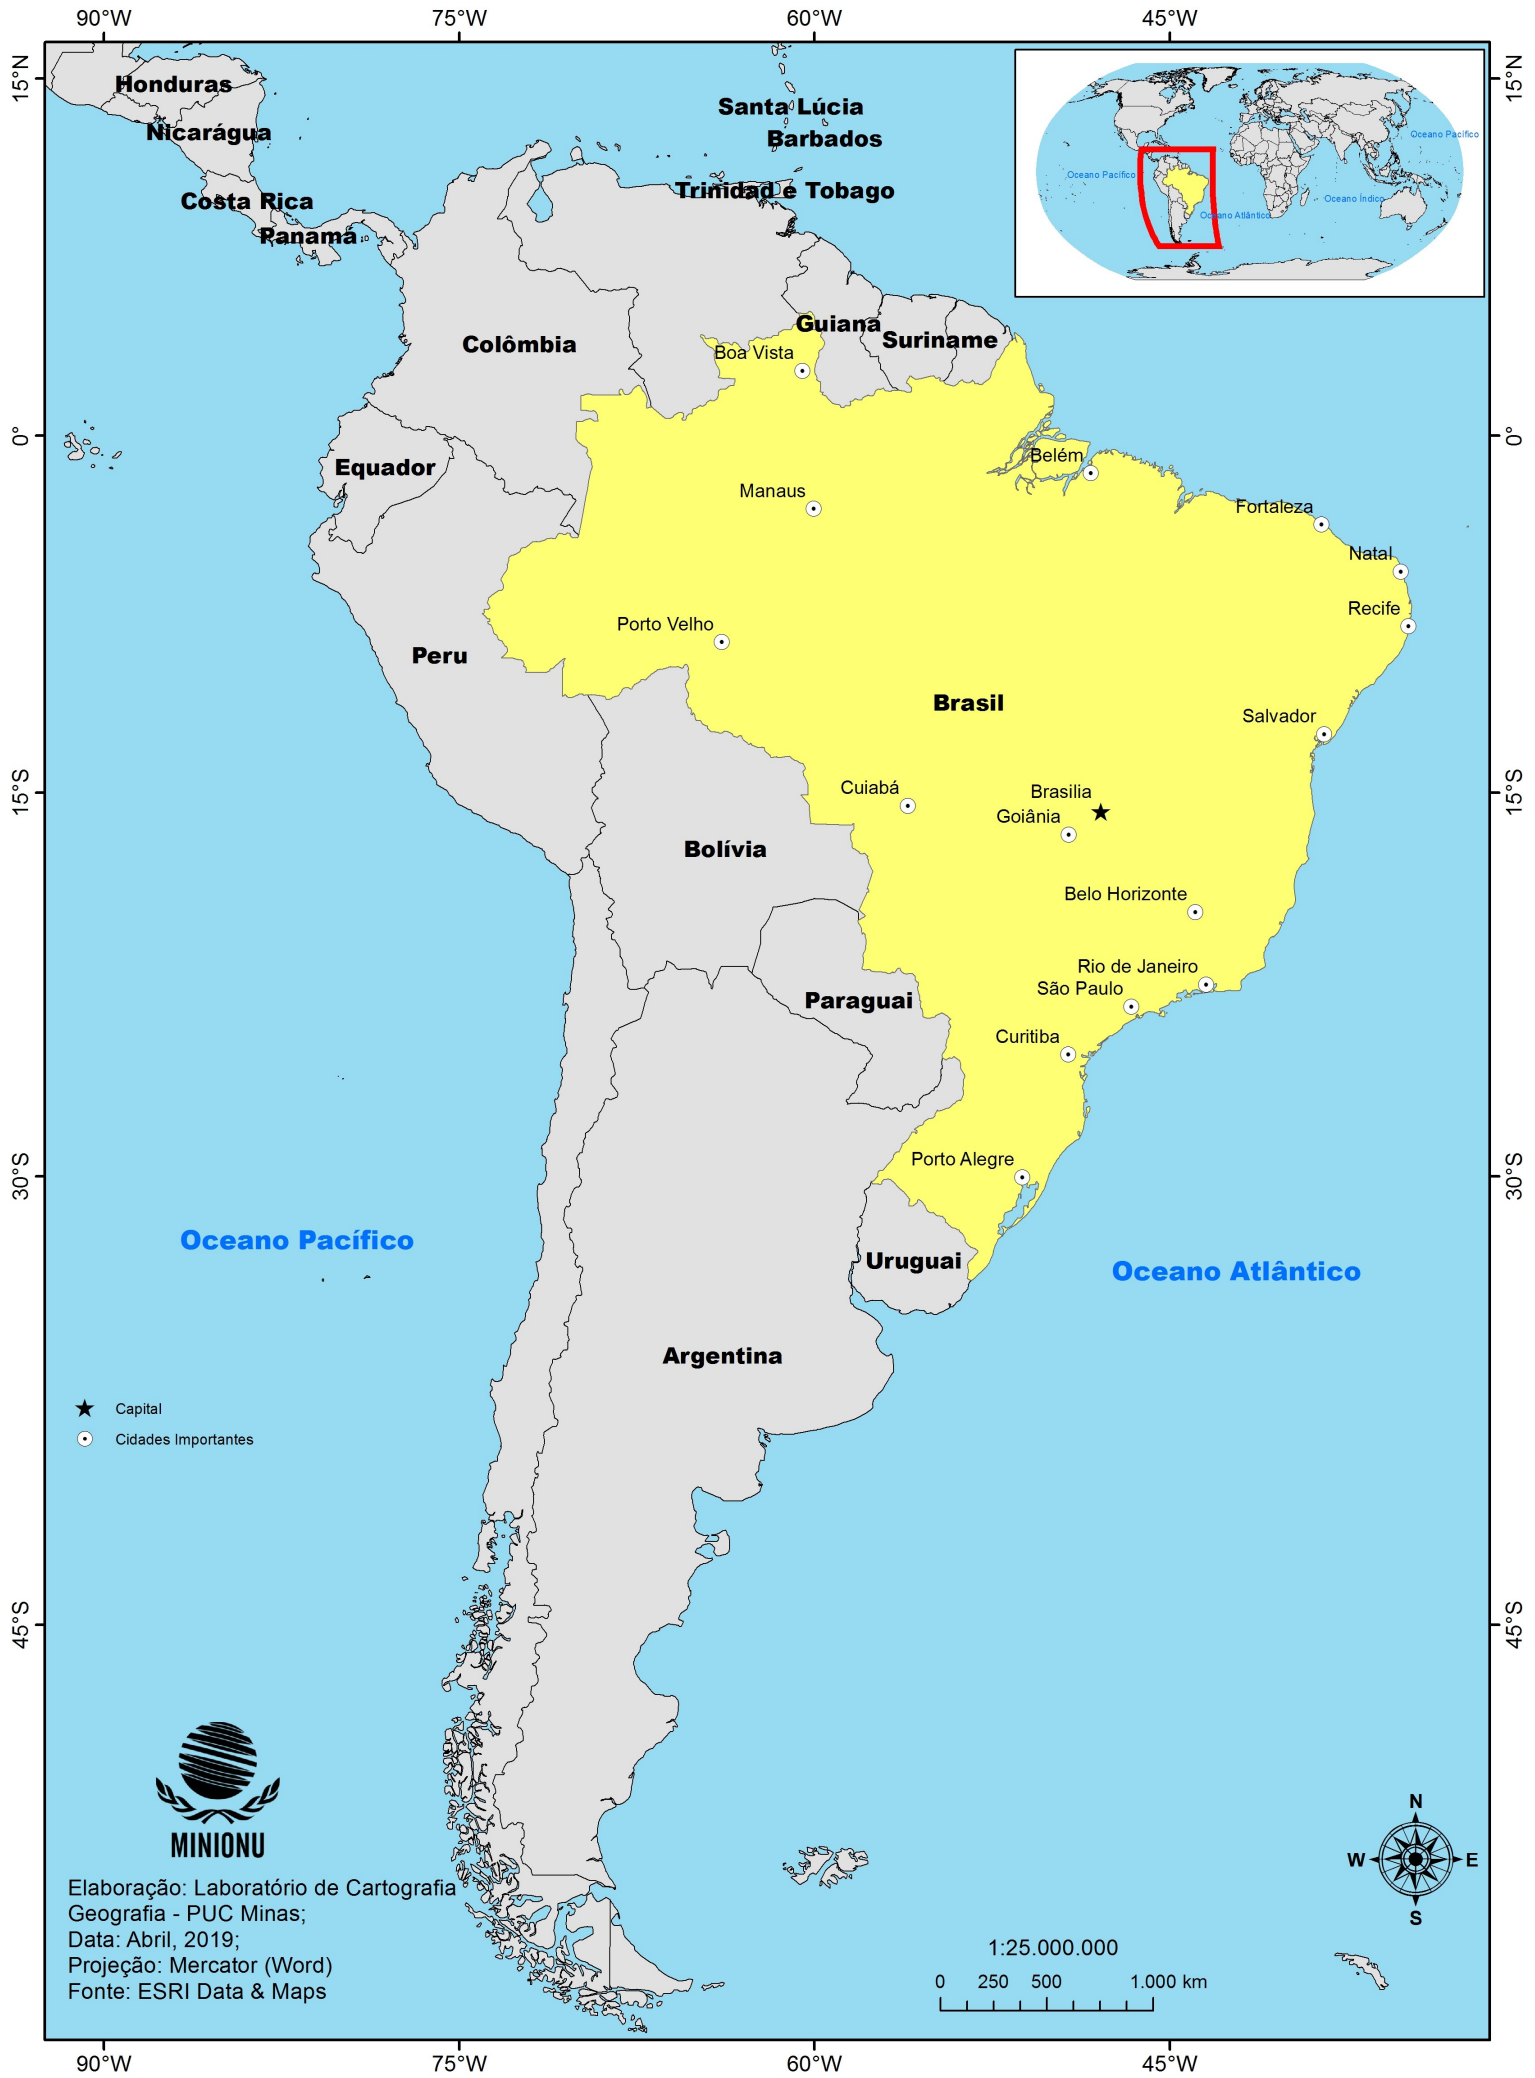 90°W
75°W
60°W
45°W
15°N
15°N
Honduras
Nicarágua
Costa Rica
Panamá
Santa Lúcia
Barbados
Trinidad e Tobago
Oceano Pacífico
Oceano Pacífico
Oceano Índico
Oceano Atlântico
Colômbia
Guiana
Suriname
Boa Vista
0°
0°
Equador
Belém
Manaus
Fortaleza
Natal
Recife
Porto Velho
Peru
Brasil
Salvador
15°S
15°S
Cuiabá
Brasilia
Goiânia
Bolívia
Belo Horizonte
Rio de Janeiro
São Paulo
Paraguai
Curitiba
Porto Alegre
30°S
30°S
Oceano Pacífico
Uruguai
Oceano Atlântico
Argentina
Capital
Cidades Importantes
45°S
45°S
MINIONU
Elaboração: Laboratório de Cartografia
Geografia - PUC Minas;
Data: Abril, 2019;
Projeção: Mercator (Word)
Fonte: ESRI Data & Maps
N
W E
S
1:25.000.000
0 250 500 1.000 km
90°W
75°W
60°W
45°W